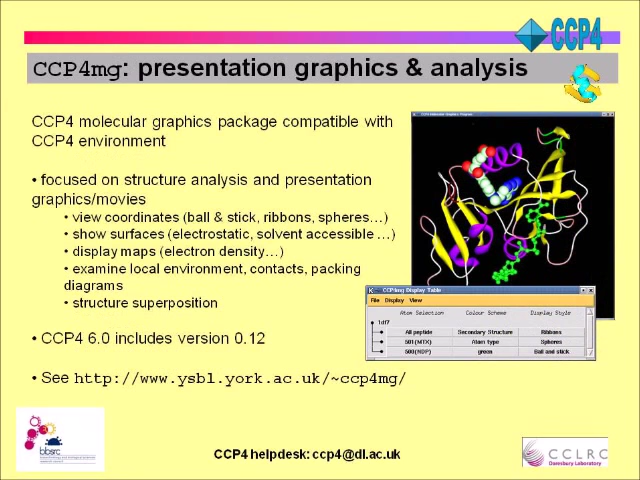 CCP4
CCP4mg: presentation graphics & analysis
CCP4 molecular graphics package compatible with
CCP4 environment
• focused on structure analysis and presentation
graphics/movies
• view coordinates (ball & stick, ribbons, spheres…)
• show surfaces (electrostatic, solvent accessible …)
• display maps (electron density…)
• examine local environment, contacts, packing
diagrams
• structure superposition
• CCP4 6.0 includes version 0.12
• See http://www.ysbl.york.ac.uk/~ccp4mg/
CCP4 Molecular Graphics Program
CCP4mg Display Table
File Display View
Atom Selection Colour Scheme Display Style
1df7
All peptide Secondary Structure Ribbons
501(MTX) Atom type Spheres
500(NDP) green Ball and stick
bbsrc
CCP4 helpdesk: ccp4@dl.ac.uk
CCLRC
Daresbury Laboratory